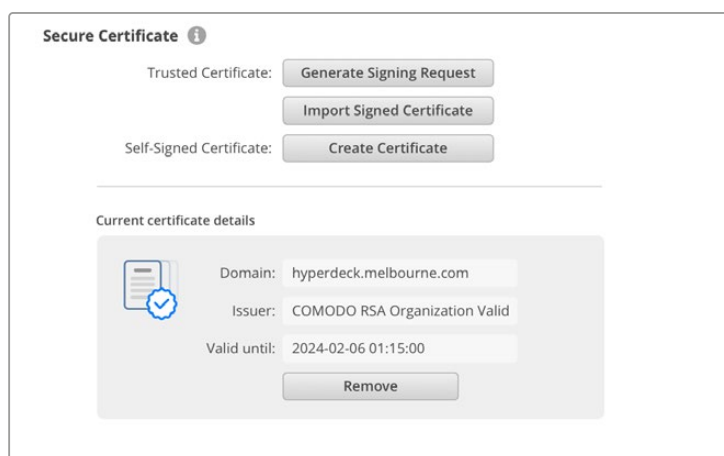 Secure Certificate
Trusted Certificate: Generate Signing Request
Import Signed Certificate
Self-Signed Certificate: Create Certificate
Current certificate details
Domain: hyperdeck.melbourne.com
Issuer: COMODO RSA Organization Valid
Valid until: 2024-02-06 01:15:00
Remove